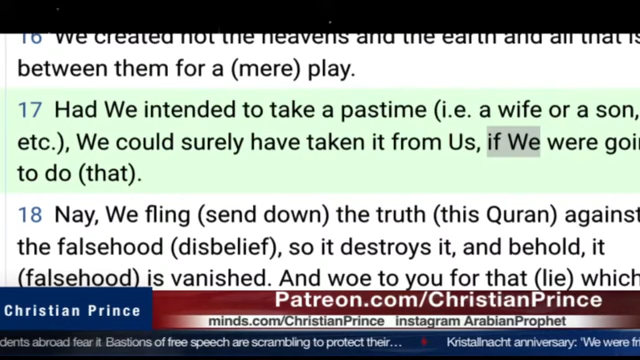 16 We created not the heavens and the earth and all that is
between them for a (mere) play.
17 Had We intended to take a pastime (i.e. a wife or a son,
etc.), We could surely have taken it from Us, if We were goi
to do (that).
18 Nay, We fling (send down) the truth (this Quran) against
the falsehood (disbelief), so it destroys it, and behold, it
(falsehood) is vanished. And woe to you for that (lie) which
Christian Prince
Patreon.com/ChristianPrince
minds.com/ChristianPrince instagram ArabianProphet
dents abroad fear it. Bastions of free speech are scrambling to protect their... Kristallnacht anniversary: 'We were fri